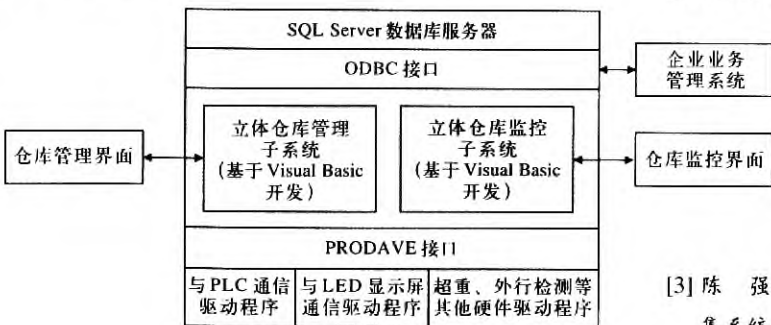 SQL Server 数据库服务器
ODBC 接口
企业业务
管理系统
仓库管理界面
立体仓库管理
子系统
(基于 Visual Basic
开发)
立体仓库监控
子系统
(基于 Visual Basic
开发)
仓库监控界面
PRODAVE 接口
与 PLC 通信
驱动程序
与 LED 显示屏
通信驱动程序
超重、外行检测等
其他硬件驱动程序
[3] 陈 强
集系统